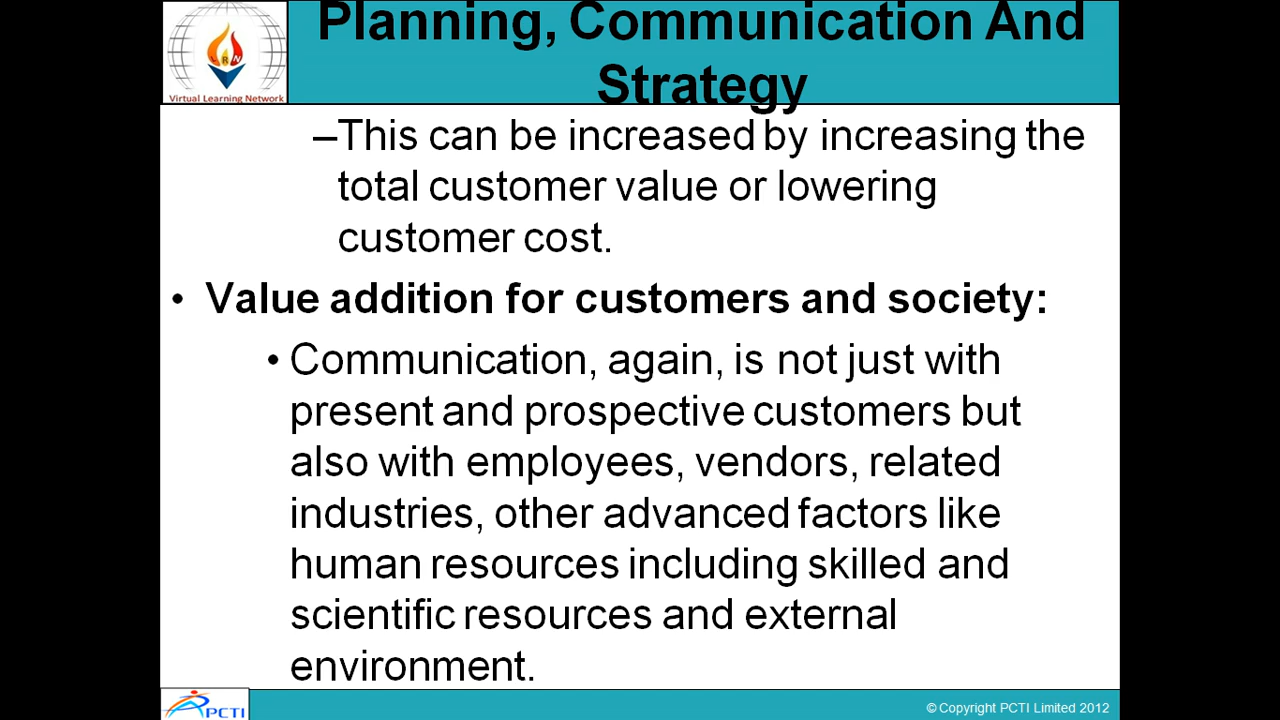 Planning, Communication And
Strategy
Virtual Learning Network
–This can be increased by increasing the
total customer value or lowering
customer cost.
• Value addition for customers and society:
• Communication, again, is not just with
present and prospective customers but
also with employees, vendors, related
industries, other advanced factors like
human resources including skilled and
scientific resources and external
environment.
PCTI
© Copyright PCTI Limited 2012